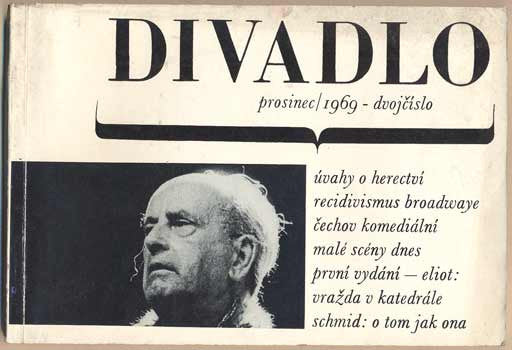 DIVADLO
prosinec/1969 - dvojčíslo
úvahy o herectví
recidivismus broadwaye
čechov komediální
malé scény dnes
první vydání — eliot:
vražda v katedrále
schmid: o tom jak ona